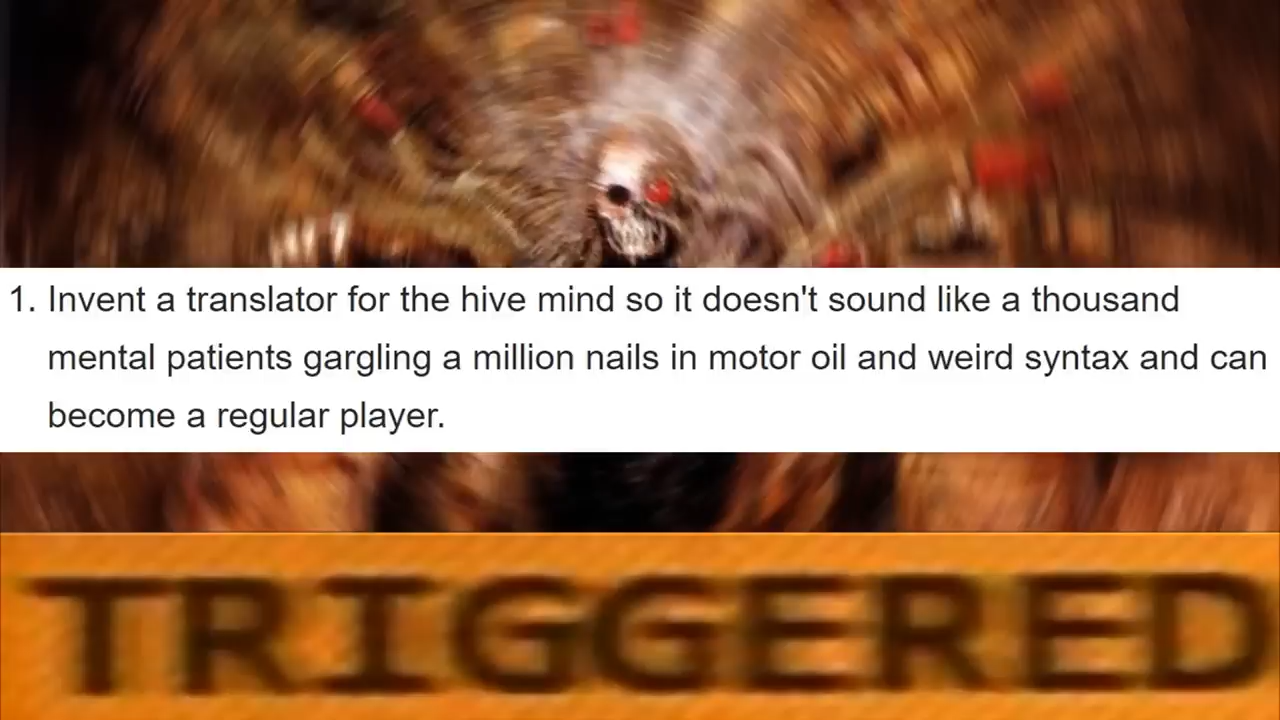 1. Invent a translator for the hive mind so it doesn't sound like a thousand
mental patients gargling a million nails in motor oil and weird syntax and can
become a regular player.
TRIGGERED